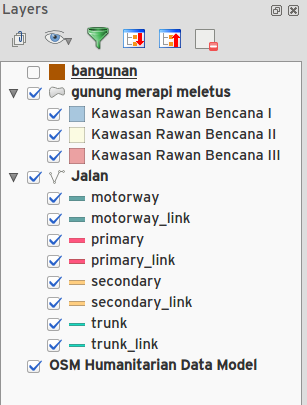 Layers
bangunan
gunung merapi meletus
Kawasan Rawan Bencana I
Kawasan Rawan Bencana II
Kawasan Rawan Bencana III
Jalan
motorway
motorway_link
primary
primary_link
secondary
secondary_link
trunk
trunk_link
OSM Humanitarian Data Model